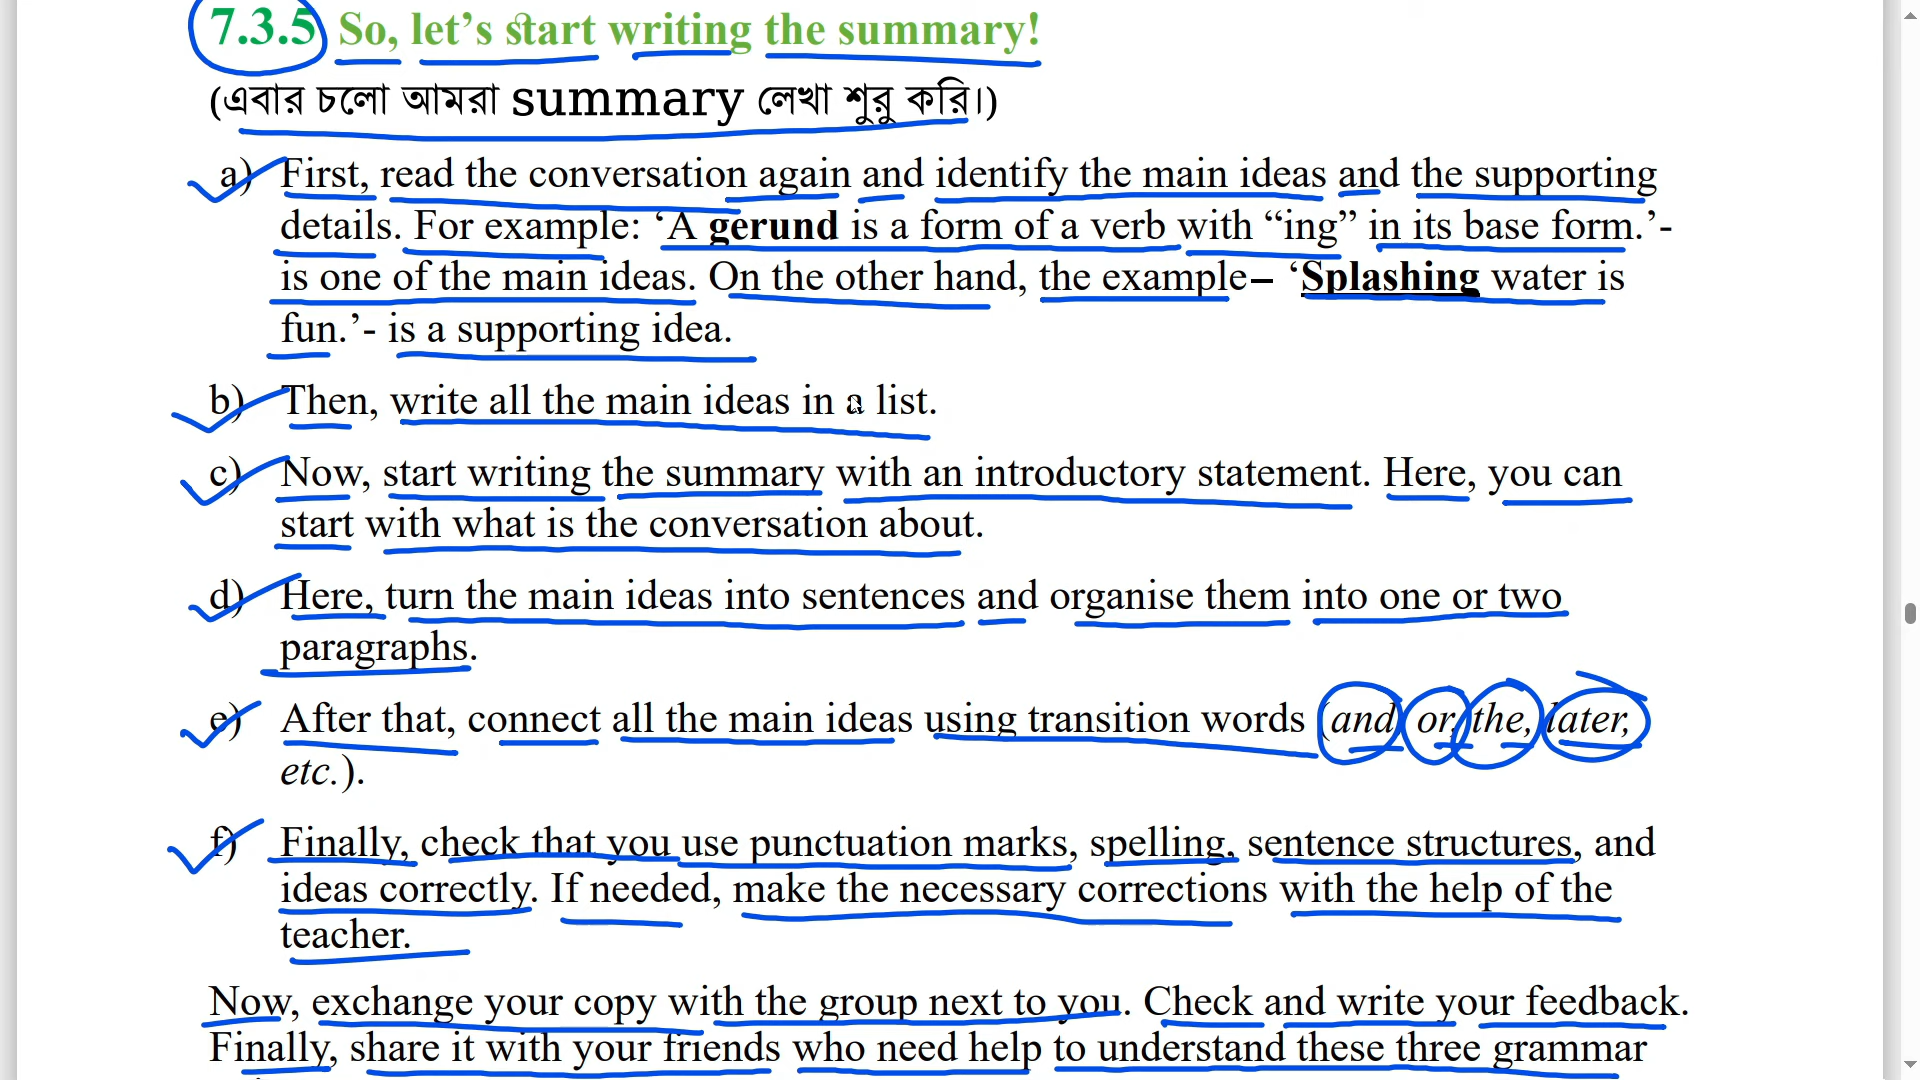 7.3.5 So, let’s start writing the summary!
(এবার চলো আমরা summary লেখা শুরু করি।)
a) First, read the conversation again and identify the main ideas and the supporting
details. For example: ‘A gerund is a form of a verb with “ing” in its base form.’-
is one of the main ideas. On the other hand, the example– ‘Splashing water is
fun.’- is a supporting idea.
b) Then, write all the main ideas in a list.
c) Now, start writing the summary with an introductory statement. Here, you can
start with what is the conversation about.
d) Here, turn the main ideas into sentences and organise them into one or two
paragraphs.
e) After that, connect all the main ideas using transition words (and, or, the, later,
etc.).
f) Finally, check that you use punctuation marks, spelling, sentence structures, and
ideas correctly. If needed, make the necessary corrections with the help of the
teacher.
Now, exchange your copy with the group next to you. Check and write your feedback.
Finally, share it with your friends who need help to understand these three grammar